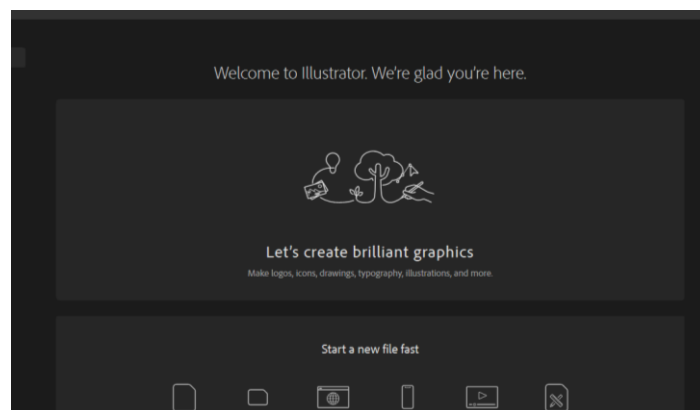 Welcome to Illustrator. We're glad you're here.
Let's create brilliant graphics
Make logos, icons, drawings, typography, illustrations, and more.
Start a new file fast